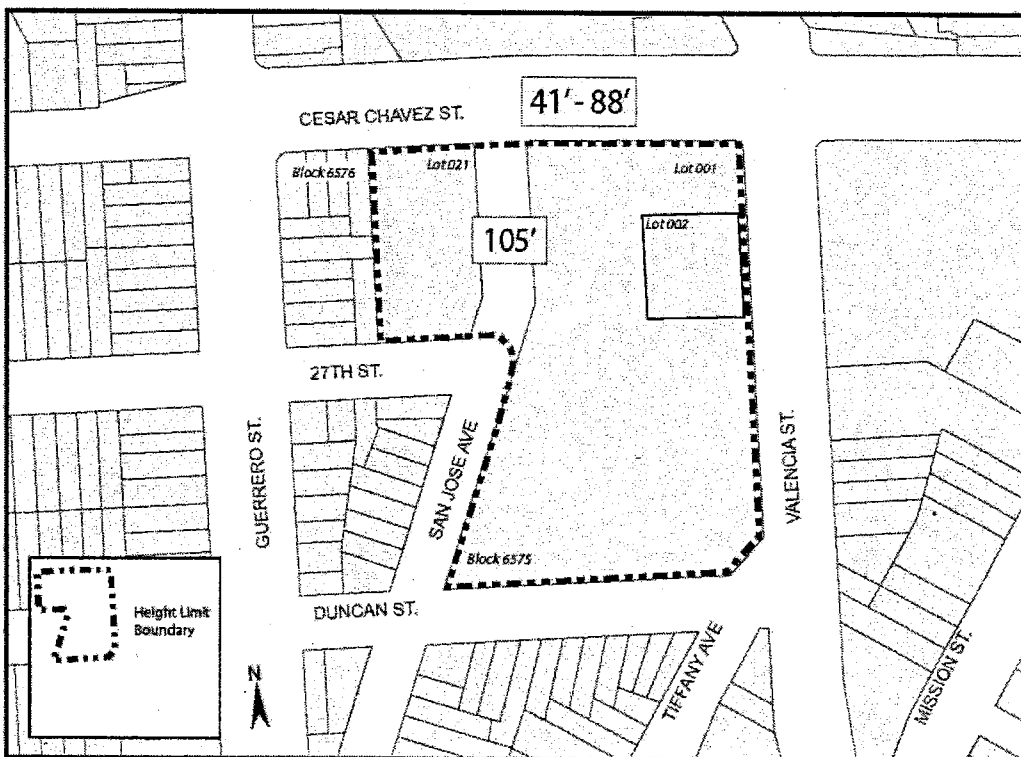 CESAR CHAVEZ ST.
41'-88'
Block 6576
Lot 021
Lot 001
105'
Lot 002
27TH ST.
GUERRERO ST.
SAN JOSE AVE
VALENCIA ST.
Block 6575
Height Limit
Boundary
DUNCAN ST.
N
TIFFANY AVE
MISSION ST.